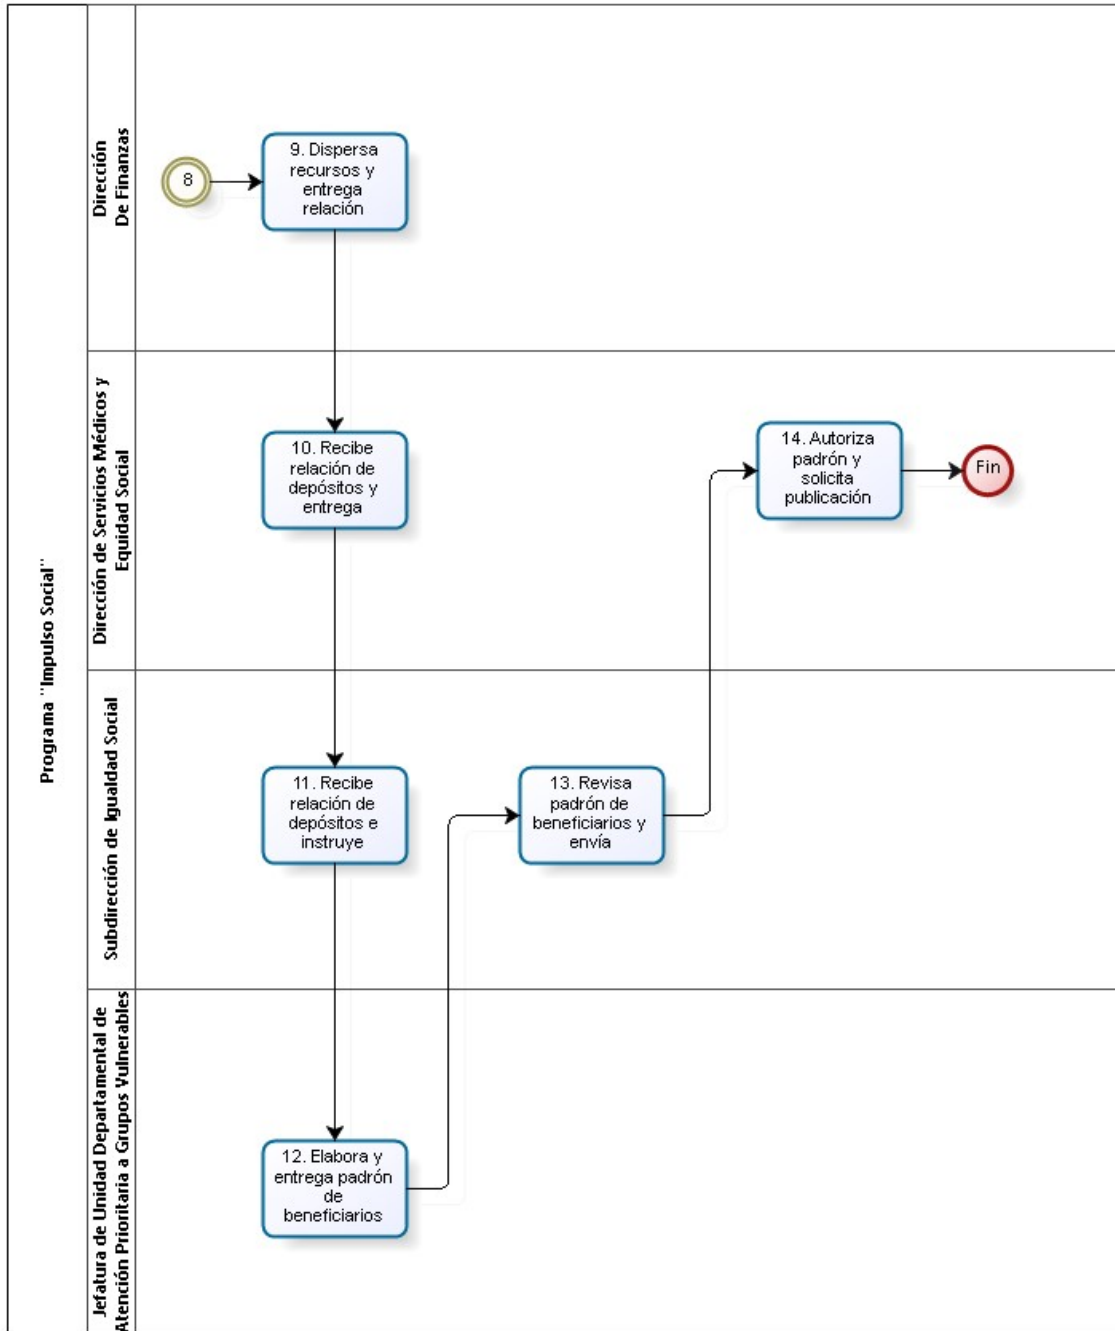 Programa "Impulso Social"
Dirección
De Finanzas
8
9. Dispersa
recursos y
entrega
relación
Dirección de Servicios Médicos y
Equidad Social
10. Recibe
relación de
depósitos y
entrega
14. Autoriza
padrón y
solicita
publicación
Fin
Subdirección de Igualdad Social
11. Recibe
relación de
depósitos e
instruye
13. Revisa
padrón de
beneficiarios y
envía
Jefatura de Unidad Departamental de
Atención Prioritaria a Grupos Vulnerables
12. Elabora y
entrega padrón
de
beneficiarios